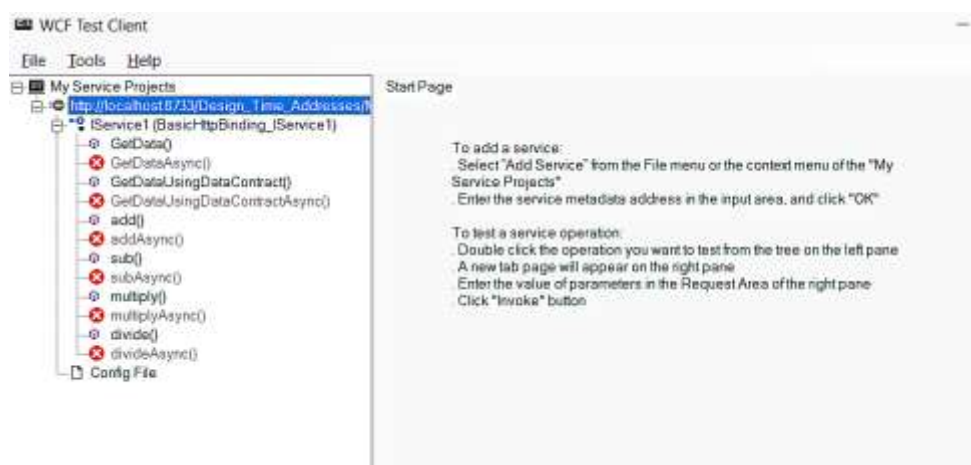 WCF Test Client
File Tools Help
My Service Projects
http://localhost:8733/Design_Time_Addresses/
IService1 (BasicHttpBinding_IService1)
GetData()
GetDataAsync()
GetDataUsingDataContract()
GetDataUsingDataContractAsync()
add()
addAsync()
sub()
subAsync()
multiply()
multiplyAsync()
divide()
divideAsync()
Config File
Start Page
To add a service:
. Select "Add Service" from the File menu or the context menu of the "My
Service Projects"
. Enter the service metadata address in the input area, and click "OK"
To test a service operation:
. Double click the operation you want to test from the tree on the left pane
. A new tab page will appear on the right pane
. Enter the value of parameters in the Request Area of the right pane
. Click "Invoke" button